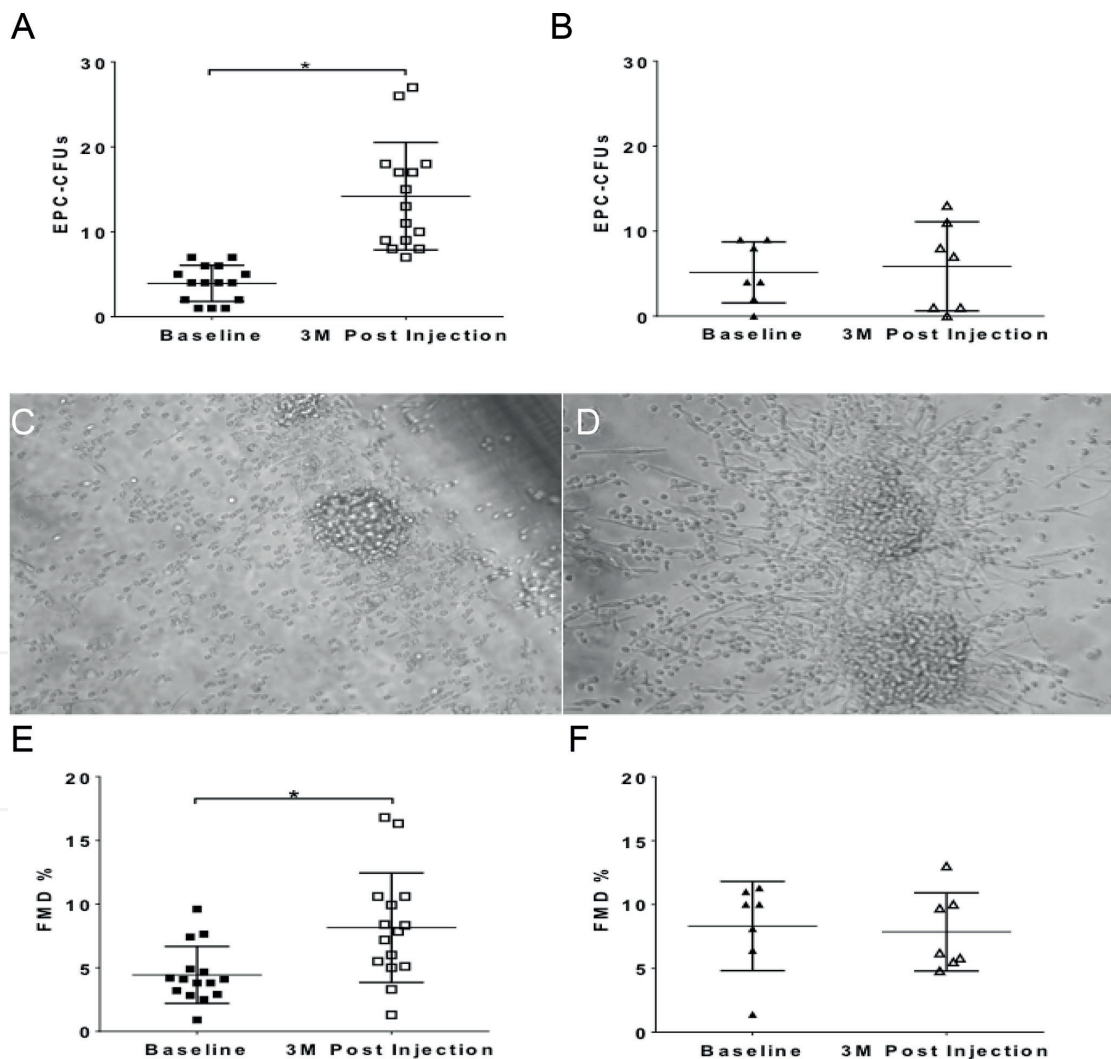 A
B
30
20
10
0
EPC-CFUs
*
Baseline 3M Post Injection
30
20
10
0
EPC-CFUs
Baseline 3M Post Injection
C
D
E
F
20
15
10
5
0
FMD %
*
Baseline 3M Post Injection
20
15
10
5
0
FMD %
Baseline 3M Post Injection